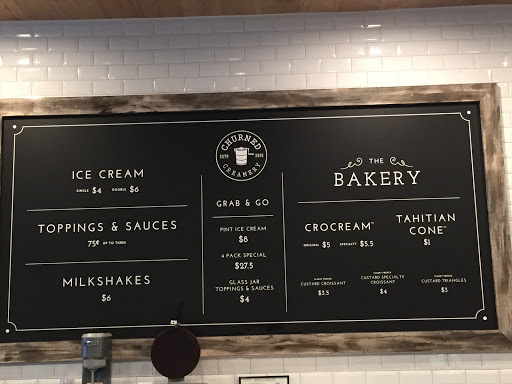 ICE CREAM
SINGLE $4 DOUBLE $6
TOPPINGS & SAUCES
75¢ UP TO THREE
MILKSHAKES
$6
CHURNED
ESTD 2015
CREAMERY
GRAB & GO
PINT ICE CREAM
$8
4 PACK SPECIAL
$27.5
GLASS JAR
TOPPINGS & SAUCES
$4
THE
BAKERY
CROCREAM™
ORIGINAL $5 SPECIALTY $5.5
TAHITIAN
CONE™
$1
CUSTARD CROISSANT
$3.5
CUSTARD SPECIALTY
CROISSANT
$4
CUSTARD TRIANGLES
$3